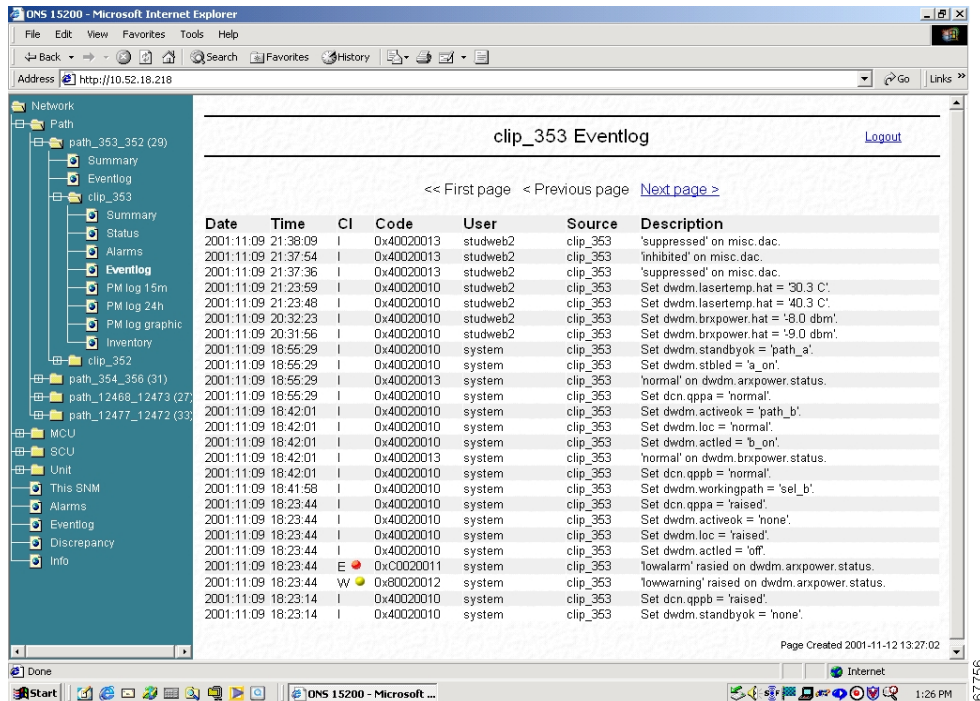 ONS 15200 - Microsoft Internet Explorer
File Edit View Favorites Tools Help
Back Search Favorites History
Address http://10.52.18.218 Go Links »
Network
Path
path_353_352 (29)
Summary
Eventlog
clip_353
Summary
Status
Alarms
Eventlog
PM log 15m
PM log 24h
PM log graphic
Inventory
clip_352
path_354_356 (31)
path_12468_12473 (27)
path_12477_12472 (33)
MCU
SCU
Unit
This SNM
Alarms
Eventlog
Discrepancy
Info
clip_353 Eventlog Logout
<< First page < Previous page Next page >
Date Time Cl Code User Source Description
2001:11:09 21:38:09 I 0x40020013 studweb2 clip_353 'suppressed' on misc.dac.
2001:11:09 21:37:54 I 0x40020013 studweb2 clip_353 'inhibited' on misc.dac.
2001:11:09 21:37:36 I 0x40020013 studweb2 clip_353 'suppressed' on misc.dac.
2001:11:09 21:23:59 I 0x40020010 studweb2 clip_353 Set dwdm.lasertemp.hat = '30.3 C'.
2001:11:09 21:23:48 I 0x40020010 studweb2 clip_353 Set dwdm.lasertemp.hat = '40.3 C'.
2001:11:09 20:32:23 I 0x40020010 studweb2 clip_353 Set dwdm.brxpower.hat = '-8.0 dbm'.
2001:11:09 20:31:56 I 0x40020010 studweb2 clip_353 Set dwdm.brxpower.hat = '-9.0 dbm'.
2001:11:09 18:55:29 I 0x40020010 system clip_353 Set dwdm.standbyok = 'path_a'.
2001:11:09 18:55:29 I 0x40020010 system clip_353 Set dwdm.stbled = 'a_on'.
2001:11:09 18:55:29 I 0x40020013 system clip_353 'normal' on dwdm.arxpower.status.
2001:11:09 18:55:29 I 0x40020010 system clip_353 Set dcn.qppa = 'normal'.
2001:11:09 18:42:01 I 0x40020010 system clip_353 Set dwdm.activeok = 'path_b'.
2001:11:09 18:42:01 I 0x40020010 system clip_353 Set dwdm.loc = 'normal'.
2001:11:09 18:42:01 I 0x40020010 system clip_353 Set dwdm.actled = 'b_on'.
2001:11:09 18:42:01 I 0x40020013 system clip_353 'normal' on dwdm.brxpower.status.
2001:11:09 18:42:01 I 0x40020010 system clip_353 Set dcn.qppb = 'normal'.
2001:11:09 18:41:58 I 0x40020010 system clip_353 Set dwdm.workingpath = 'sel_b'.
2001:11:09 18:23:44 I 0x40020010 system clip_353 Set dcn.qppa = 'raised'.
2001:11:09 18:23:44 I 0x40020010 system clip_353 Set dwdm.activeok = 'none'.
2001:11:09 18:23:44 I 0x40020010 system clip_353 Set dwdm.loc = 'raised'.
2001:11:09 18:23:44 I 0x40020010 system clip_353 Set dwdm.actled = 'off'.
2001:11:09 18:23:44 E 0xC0020011 system clip_353 'lowalarm' rasied on dwdm.arxpower.status.
2001:11:09 18:23:44 W 0x80020012 system clip_353 'lowwarning' raised on dwdm.arxpower.status.
2001:11:09 18:23:14 I 0x40020010 system clip_353 Set dcn.qppb = 'raised'.
2001:11:09 18:23:14 I 0x40020010 system clip_353 Set dwdm.standbyok = 'none'.
Page Created 2001-11-12 13:27:02
Done Internet
Start ONS 15200 - Microsoft ... 1:26 PM
67756